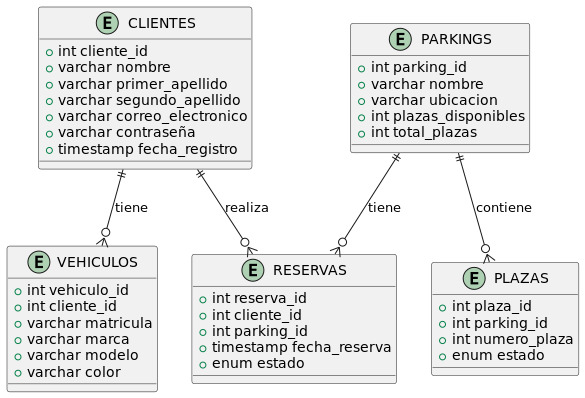 E CLIENTES
int cliente_id
varchar nombre
varchar primer_apellido
varchar segundo_apellido
varchar correo_electronico
varchar contraseña
timestamp fecha_registro
E PARKINGS
int parking_id
varchar nombre
varchar ubicacion
int plazas_disponibles
int total_plazas
tiene
realiza
tiene
contiene
E VEHICULOS
int vehiculo_id
int cliente_id
varchar matricula
varchar marca
varchar modelo
varchar color
E RESERVAS
int reserva_id
int cliente_id
int parking_id
timestamp fecha_reserva
enum estado
E PLAZAS
int plaza_id
int parking_id
int numero_plaza
enum estado